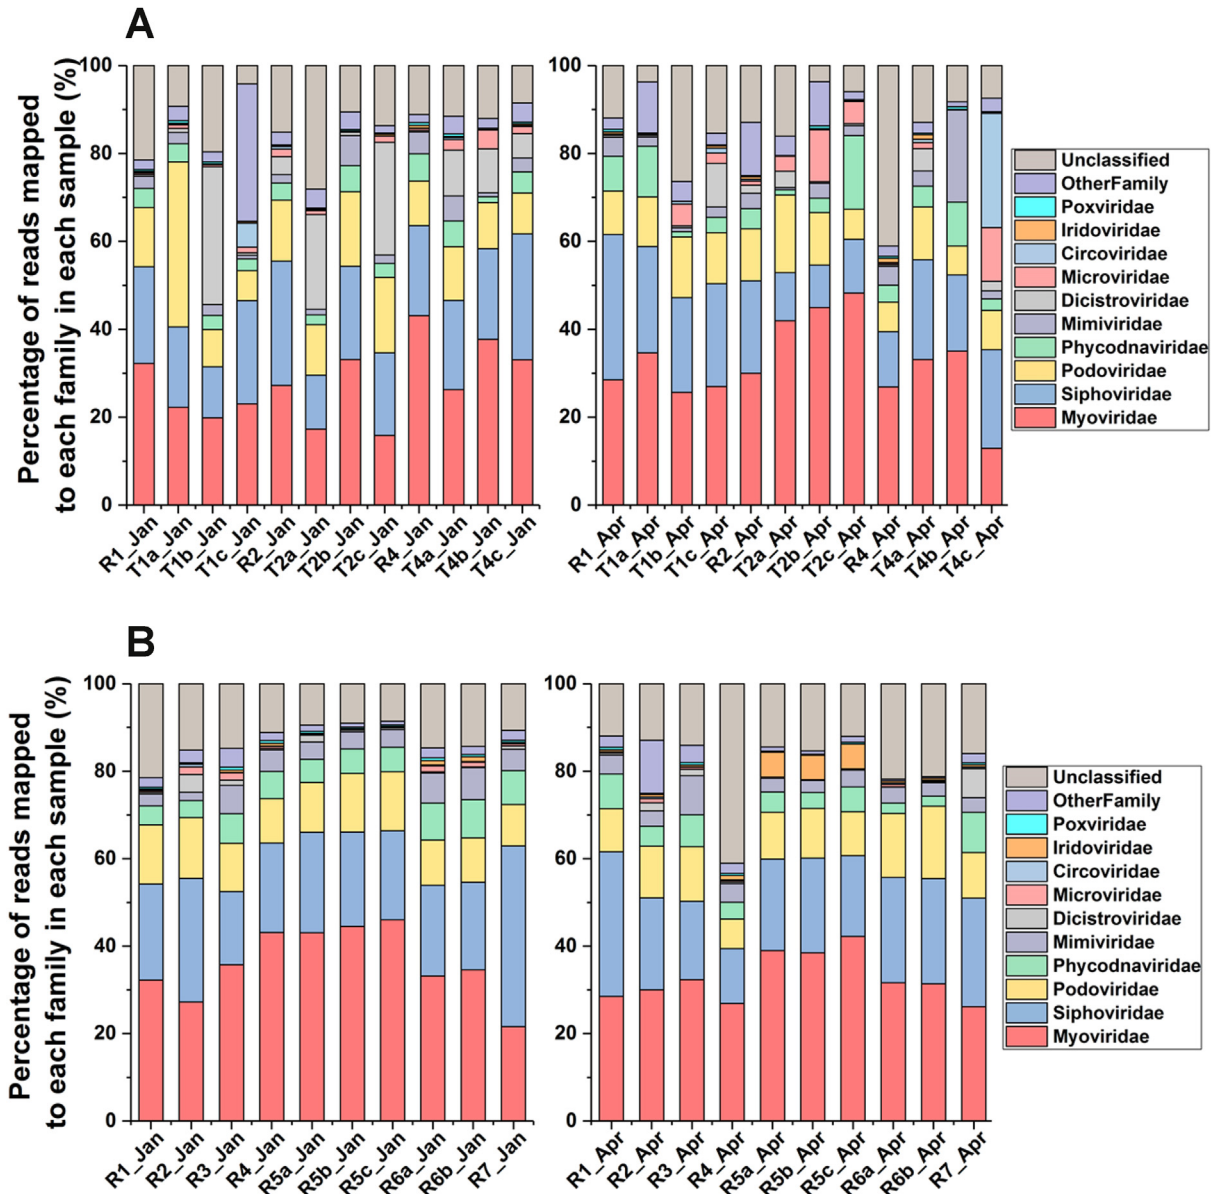 A
Percentage of reads mapped
to each family in each sample (%)
100
80
60
40
20
0
R1_Jan
T1a_Jan
T1b_Jan
T1c_Jan
R2_Jan
T2a_Jan
T2b_Jan
T2c_Jan
R4_Jan
T4a_Jan
T4b_Jan
T4c_Jan
100
80
60
40
20
0
R1_Apr
T1a_Apr
T1b_Apr
T1c_Apr
R2_Apr
T2a_Apr
T2b_Apr
T2c_Apr
R4_Apr
T4a_Apr
T4b_Apr
T4c_Apr
Unclassified
OtherFamily
Poxviridae
Iridoviridae
Circoviridae
Microviridae
Dicistroviridae
Mimiviridae
Phycodnaviridae
Podoviridae
Siphoviridae
Myoviridae
B
Percentage of reads mapped
to each family in each sample (%)
100
80
60
40
20
0
R1_Jan
R2_Jan
R3_Jan
R4_Jan
R5a_Jan
R5b_Jan
R5c_Jan
R6a_Jan
R6b_Jan
R7_Jan
100
80
60
40
20
0
R1_Apr
R2_Apr
R3_Apr
R4_Apr
R5a_Apr
R5b_Apr
R5c_Apr
R6a_Apr
R6b_Apr
R7_Apr
Unclassified
OtherFamily
Poxviridae
Iridoviridae
Circoviridae
Microviridae
Dicistroviridae
Mimiviridae
Phycodnaviridae
Podoviridae
Siphoviridae
Myoviridae